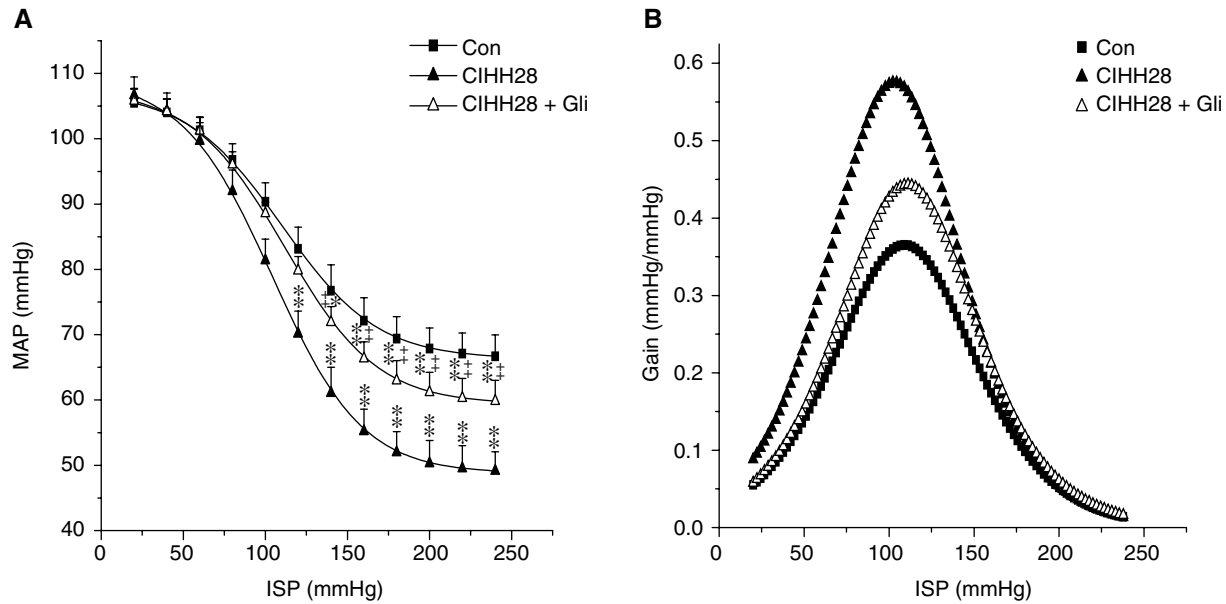 A
Con
CIHH28
CIHH28 + Gli
110
100
90
80
70
60
50
40
MAP (mmHg)
0
50
100
150
200
250
ISP (mmHg)
** ‡* **‡ **‡ **‡ **‡ **‡
** ** ** ** ** **
B
Con
CIHH28
CIHH28 + Gli
0.6
0.5
0.4
0.3
0.2
0.1
0.0
Gain (mmHg/mmHg)
0
50
100
150
200
250
ISP (mmHg)